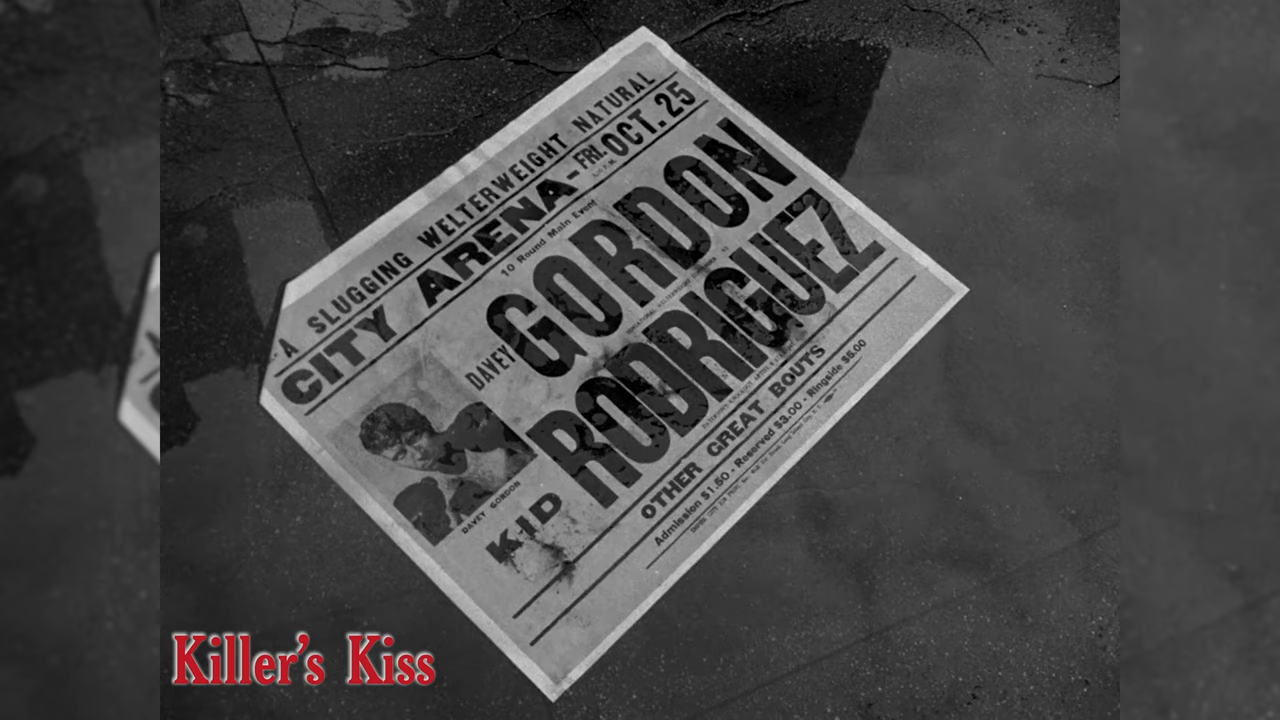 A SLUGGING WELTERWEIGHT NATURAL
CITY ARENA-FRI. OCT. 25
10 Round Main Event
DAVEY GORDON
KID RODRIGUEZ
DAVEY GORDON
OTHER GREAT BOUTS
Admission $1.50 - Reserved $3.00 - Ringside $5.00
Killer's Kiss